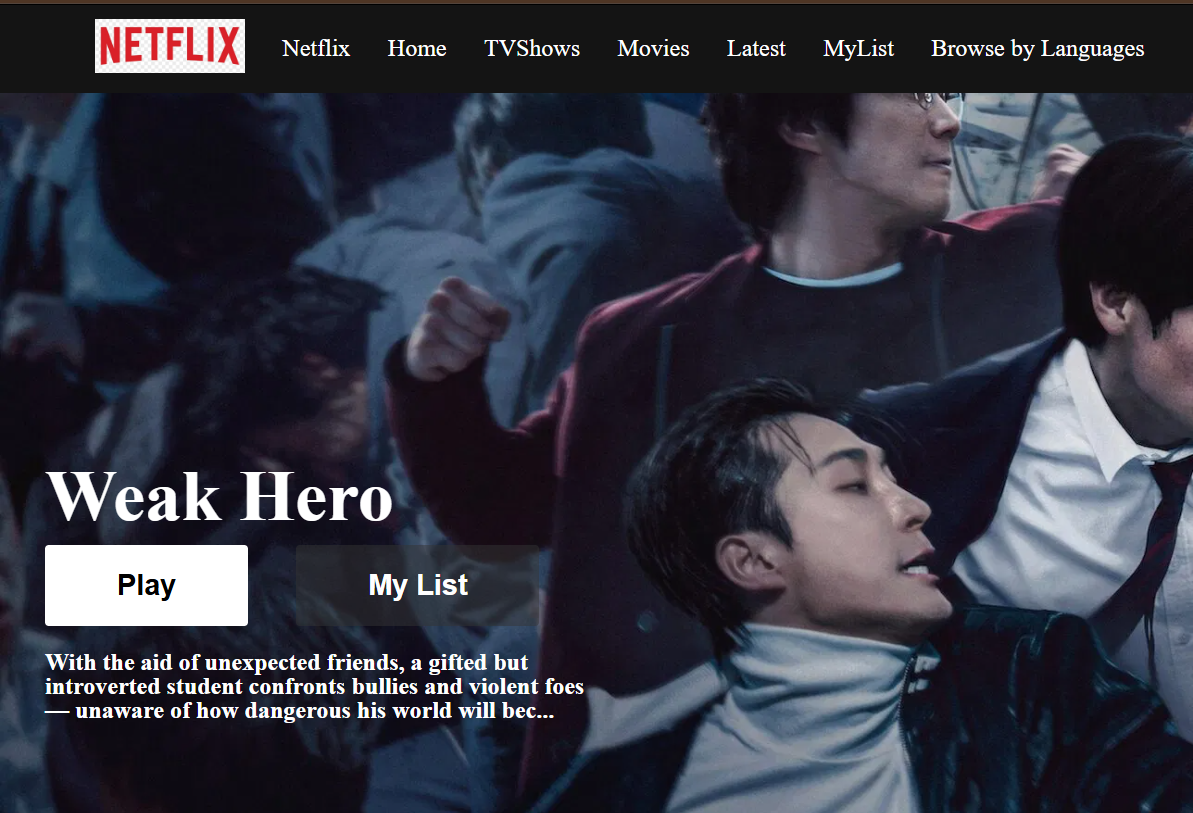 NETFLIX Netflix Home TVShows Movies Latest MyList Browse by Languages
Weak Hero
Play My List
With the aid of unexpected friends, a gifted but
introverted student confronts bullies and violent foes
— unaware of how dangerous his world will bec...